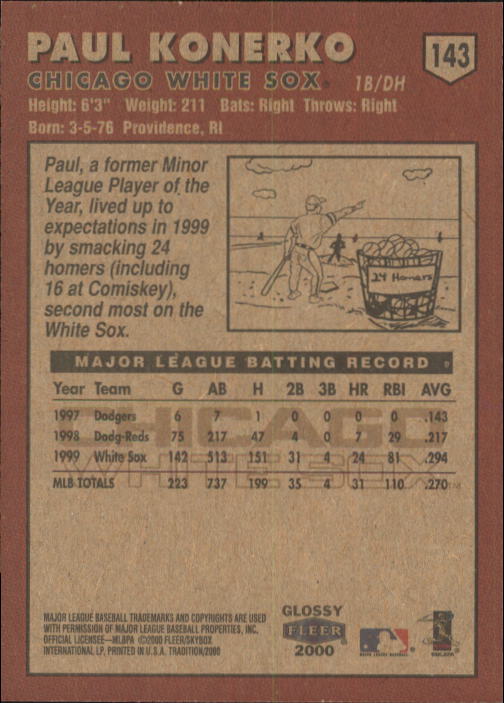 PAUL KONERKO
143
CHICAGO WHITE SOX 1B/DH
Height: 6'3" Weight: 211 Bats: Right Throws: Right
Born: 3-5-76 Providence, RI
Paul, a former Minor
League Player of the
Year, lived up to
expectations in 1999
by smacking 24
homers (including
16 at Comiskey),
second most on the
White Sox.
24 Homers
MAJOR LEAGUE BATTING RECORD
Year Team G AB H 2B 3B HR RBI AVG
1997 Dodgers 6 7 1 0 0 0 0 .143
1998 Dodg-Reds 75 217 47 4 0 7 29 .217
1999 White Sox 142 513 151 31 4 24 81 .294
MLB TOTALS 223 737 199 35 4 31 110 .270
CHICAGO
WHITE SOX™
MAJOR LEAGUE BASEBALL TRADEMARKS AND COPYRIGHTS ARE USED
WITH PERMISSION OF MAJOR LEAGUE BASEBALL PROPERTIES, INC.
OFFICIAL LICENSEE—MLBPA ©2000 FLEER/SKYBOX
INTERNATIONAL LP, PRINTED IN U.S.A. TRADITION/2000
GLOSSY
FLEER
2000
MAJOR LEAGUE BASEBALL